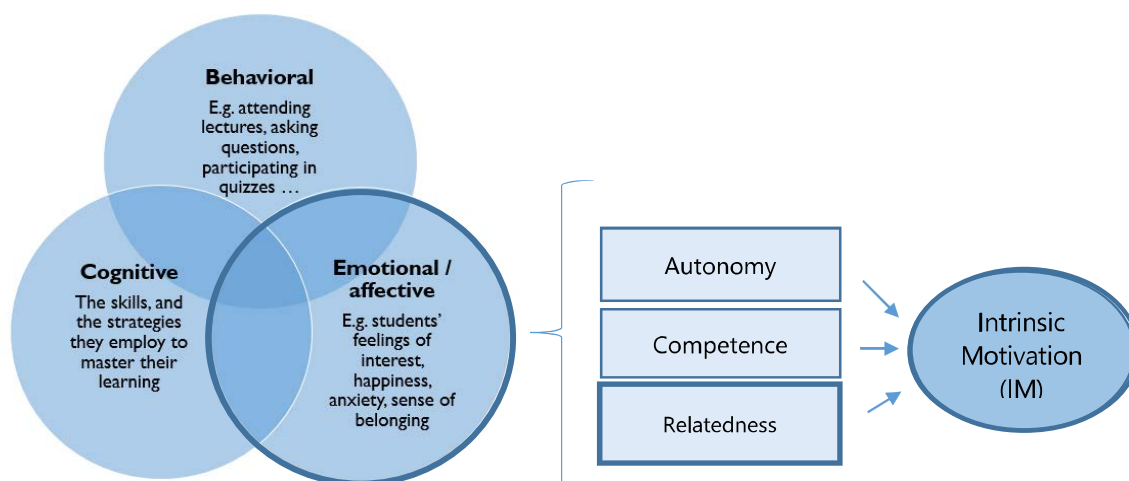 Behavioral
E.g. attending
lectures, asking
questions,
participating in
quizzes …
Cognitive
The skills, and
the strategies
they employ to
master their
learning
Emotional /
affective
E.g. students’
feelings of
interest,
happiness,
anxiety, sense of
belonging
Autonomy
Competence
Relatedness
Intrinsic
Motivation
(IM)